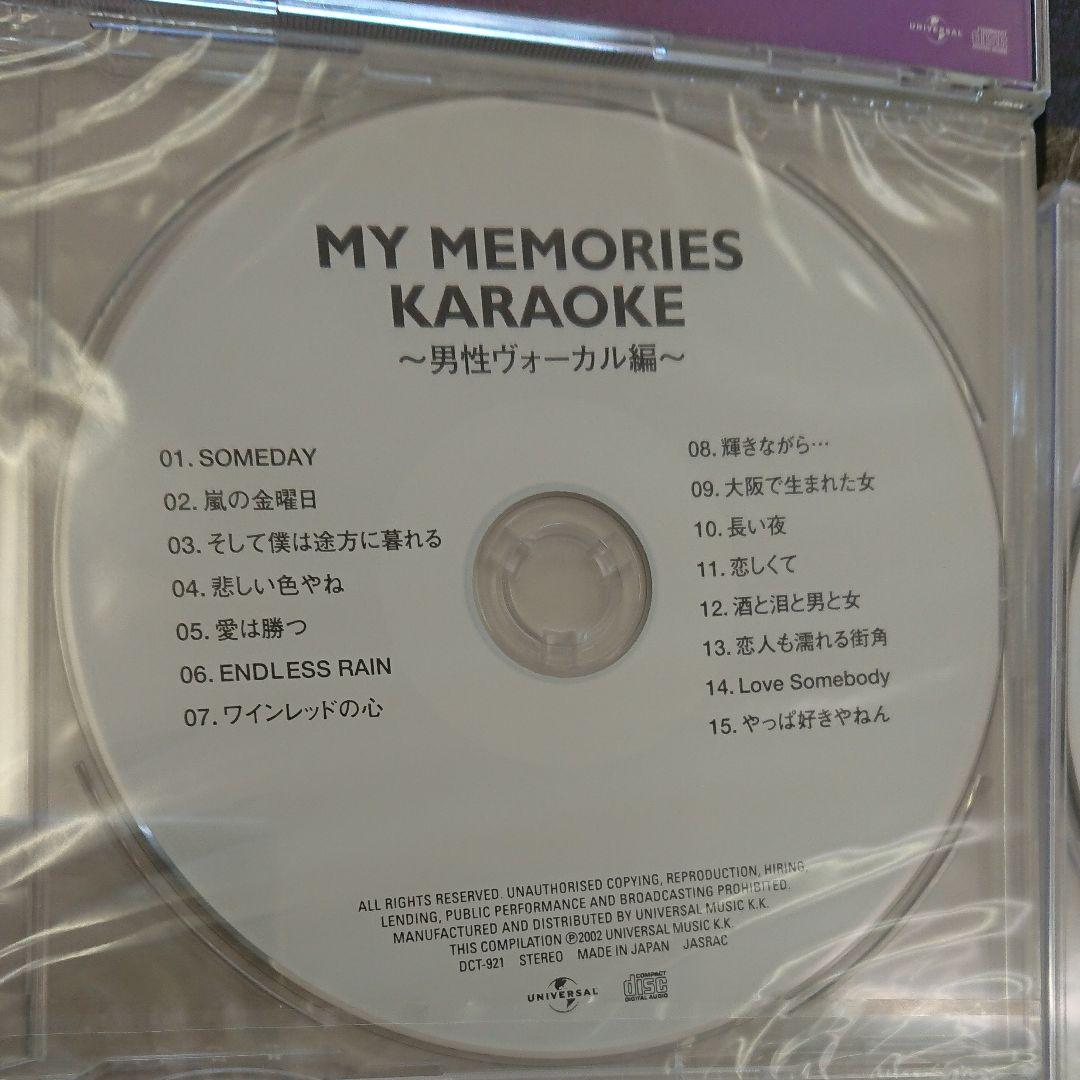 UNIVERSAL
disc
MY MEMORIES
KARAOKE
～男性ヴォーカル編～
01. SOMEDAY
02. 嵐の金曜日
03. そして僕は途方に暮れる
04. 悲しい色やね
05. 愛は勝つ
06. ENDLESS RAIN
07. ワインレッドの心
08. 輝きながら…
09. 大阪で生まれた女
10. 長い夜
11. 恋しくて
12. 酒と泪と男と女
13. 恋人も濡れる街角
14. Love Somebody
15. やっぱ好きやねん
ALL RIGHTS RESERVED. UNAUTHORISED COPYING, REPRODUCTION, HIRING,
LENDING, PUBLIC PERFORMANCE AND BROADCASTING PROHIBITED.
MANUFACTURED AND DISTRIBUTED BY UNIVERSAL MUSIC K.K.
THIS COMPILATION ℗2002 UNIVERSAL MUSIC K.K.
DCT-921 STEREO MADE IN JAPAN JASRAC
UNIVERSAL
COMPACT
disc
DIGITAL AUDIO